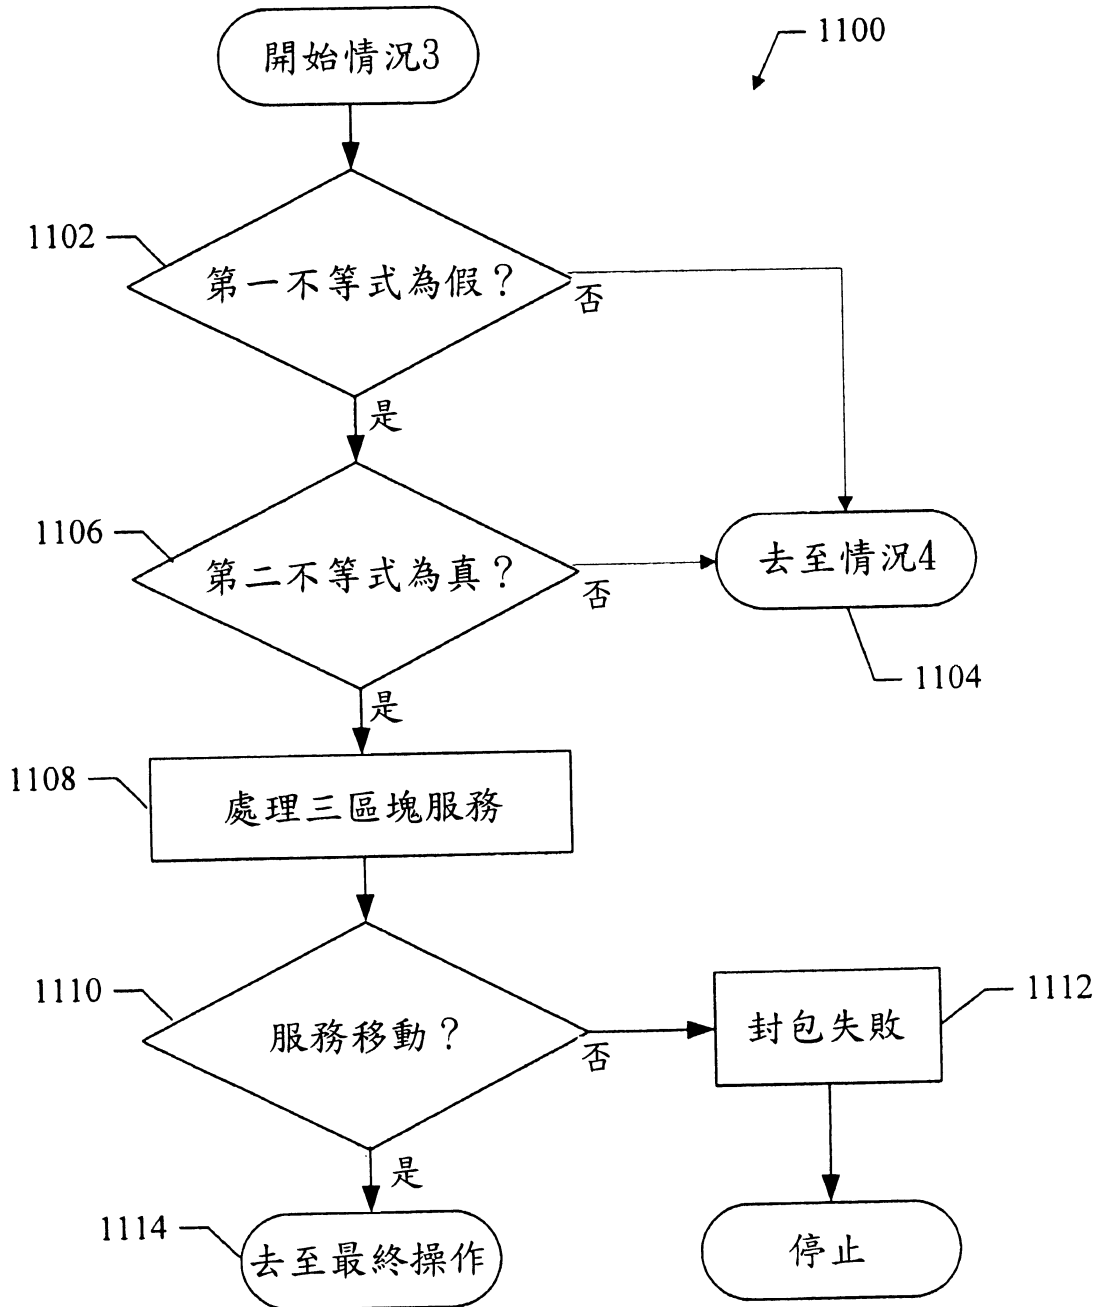 開始情況3
1100
1102
第一不等式為假?
否
是
1106
第二不等式為真?
否
去至情況4
1104
是
1108
處理三區塊服務
1110
服務移動?
否
封包失敗
1112
是
1114
去至最終操作
停止